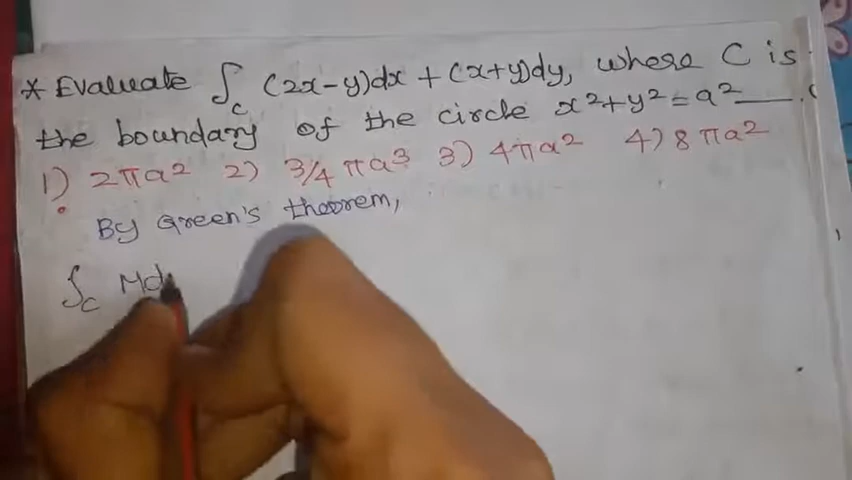 * Evaluate ∫c (2x-y)dx + (x+y)dy, where C is
the boundary of the circle x²+y²=a² ___.
1) 2πa² 2) 3/4 πa³ 3) 4πa² 4) 8πa²
By Green's theorem,
∫c Md